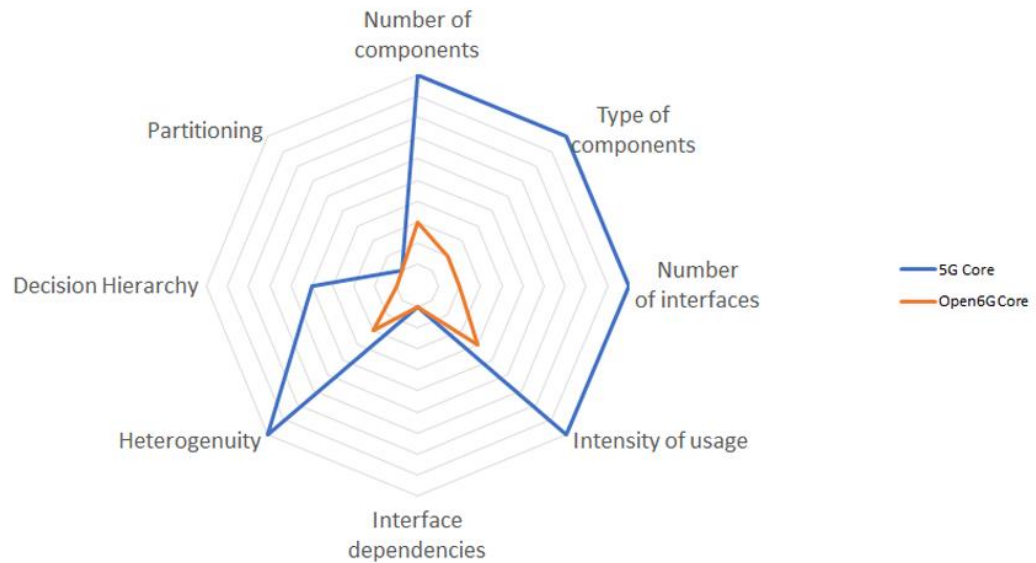 Number of
components
Type of
components
Number
of interfaces
Intensity of usage
Interface
dependencies
Heterogenuity
Decision Hierarchy
Partitioning
5G Core
Open6GCore